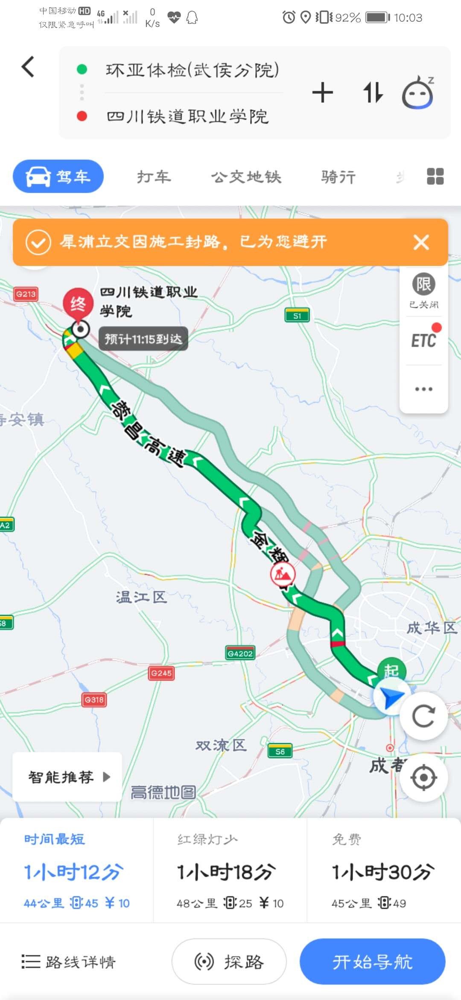 中国移动 HD 4G
仅限紧急呼叫
0
K/s
92% 10:03
环亚体检(武侯分院)
四川铁道职业学院
驾车 打车 公交地铁 骑行
犀浦立交因施工封路，已为您避开
限
已关闭
ETC
G213
终
四川铁道职业
学院
预计11:15到达
S1
安镇
蓉昌高速
A2
金辉
温江区
成华区
G4202
G245
起
G318
双流区
S6
成都
智能推荐
高德地图
时间最短 红绿灯少 免费
1小时12分 1小时18分 1小时30分
44公里 45 ¥ 10 48公里 25 ¥ 10 45公里 49
路线详情 探路 开始导航